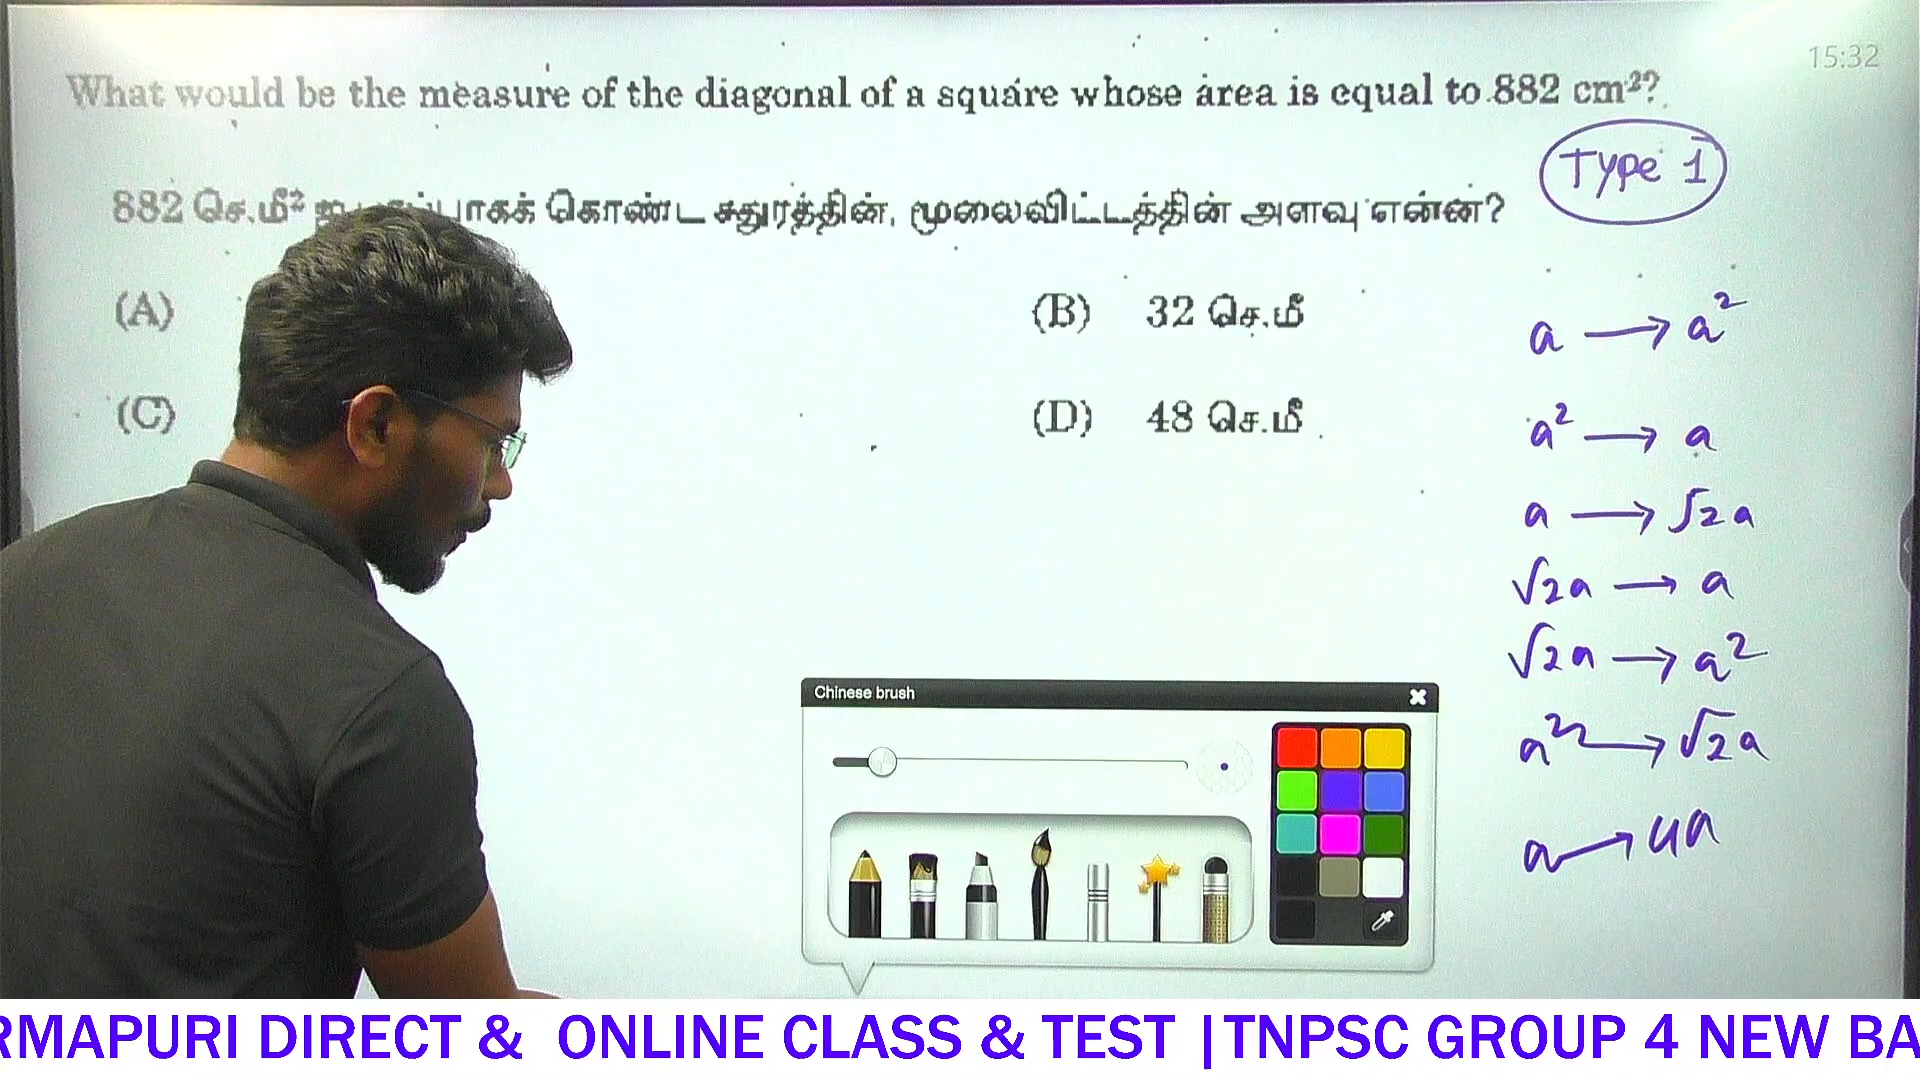 15:32
What would be the measure of the diagonal of a square whose area is equal to 882 cm²?
Type 1
882 செ.மீ² கொண்ட சதுரத்தின், மூலைவிட்டத்தின் அளவு என்ன?
(A)
(B) 32 செ.மீ
(C)
(D) 48 செ.மீ
a → a²
a² → a
a → √2a
√2a → a
√2a → a²
a² → √2a
a → 4a
Chinese brush
RMAPURI DIRECT & ONLINE CLASS & TEST |TNPSC GROUP 4 NEW BA